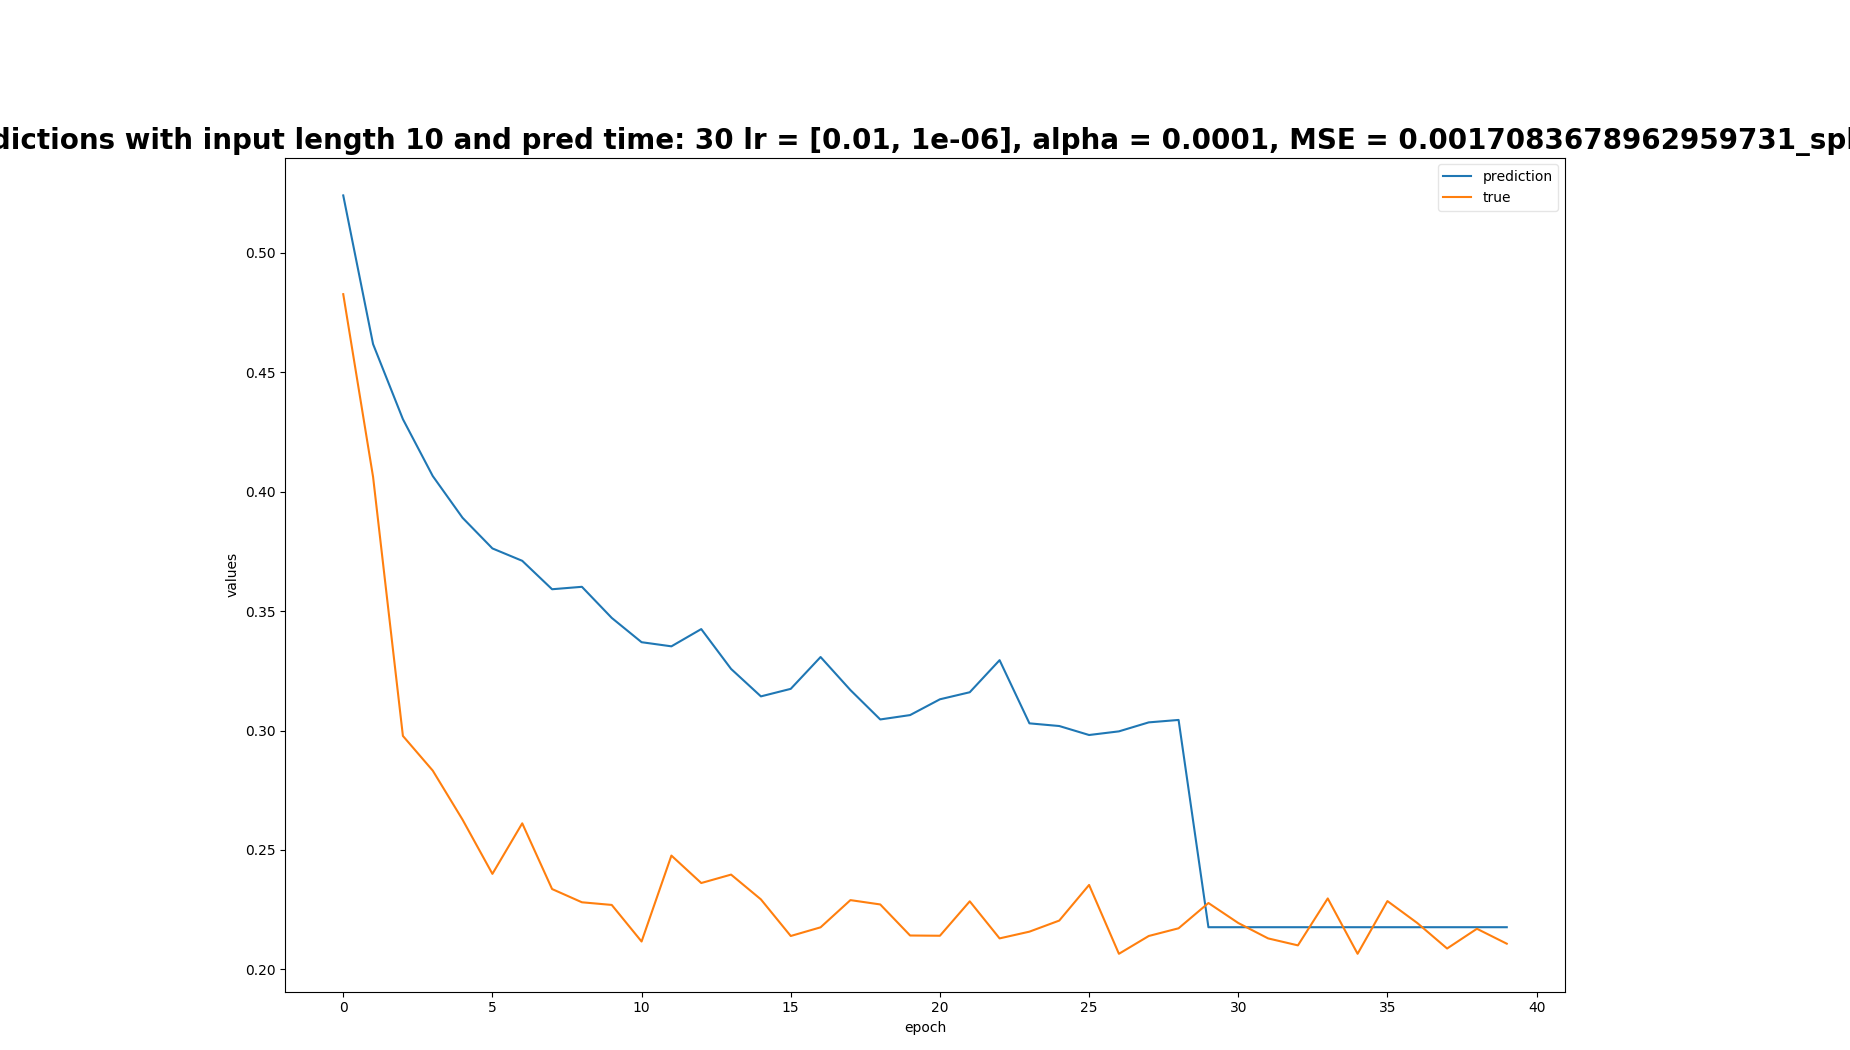 dictions with input length 10 and pred time: 30 lr = [0.01, 1e-06], alpha = 0.0001, MSE = 0.0017083678962959731_spl
prediction
true
0.50
0.45
0.40
0.35
0.30
0.25
0.20
values
0 5 10 15 20 25 30 35 40
epoch